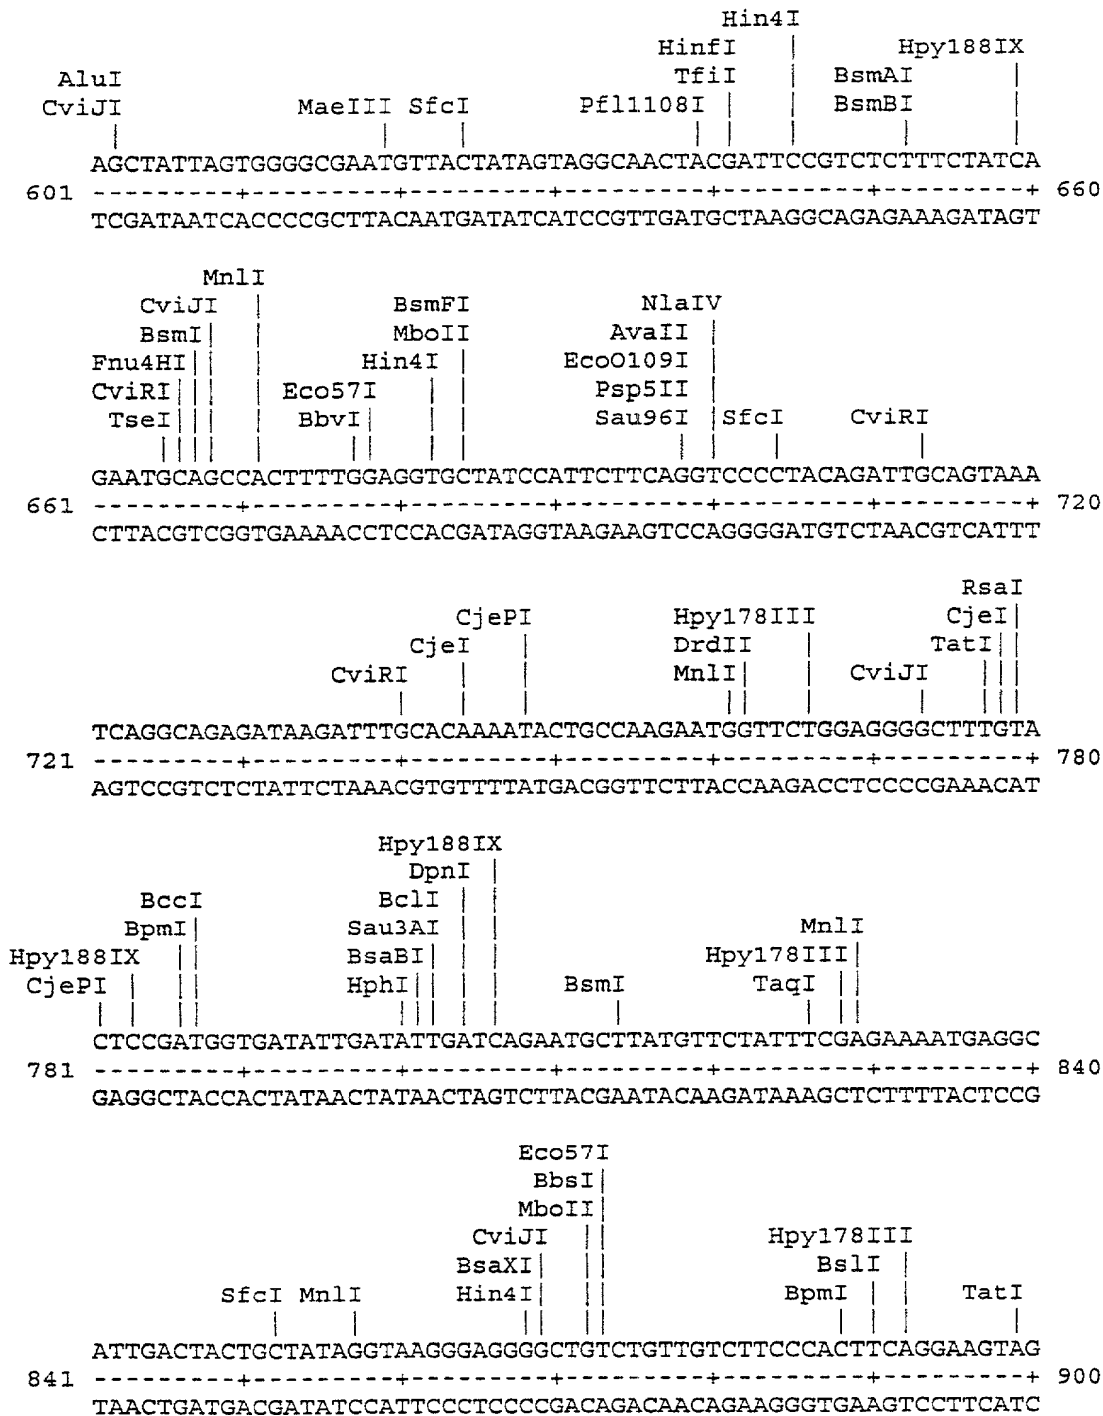 Hin4I
HinfI
Hpy188IX
AluI
TfiI
BsmAI
CviJI
MaeIII SfcI
Pfl1108I
BsmBI
AGCTATTAGTGGGGCGAATGTTACTATAGTAGGCAACTACGATTCCGTCTCTTTCTATCA
601 ---------+---------+---------+---------+---------+---------+ 660
TCGATAATCACCCCGCTTACAATGATATCATCCGTTGATGCTAAGGCAGAGAAAGATAGT
MnlI
CviJI
BsmFI
NlaIV
BsmI
MboII
AvaII
Fnu4HI
Hin4I
EcoO109I
CviRI
Eco57I
Psp5II
TseI
BbvI
Sau96I
SfcI
CviRI
GAATGCAGCCACTTTTGGAGGTGCTATCCATTCTTCAGGTCCCCTACAGATTGCAGTAAA
661 ---------+---------+---------+---------+---------+---------+ 720
CTTACGTCGGTGAAAACCTCCACGATAGGTAAGAAGTCCAGGGGATGTCTAACGTCATTT
RsaI
CjePI
Hpy178III
CjeI
CjeI
DrdII
TatI
CviRI
MnlI
CviJI
TCAGGCAGAGATAAGATTTGCACAAAATACTGCCAAGAATGGTTCTGGAGGGGCTTTGTA
721 ---------+---------+---------+---------+---------+---------+ 780
AGTCCGTCTCTATTCTAAACGTGTTTTATGACGGTTCTTACCAAGACCTCCCCGAAACAT
Hpy188IX
DpnI
BccI
BclI
BpmI
Sau3AI
MnlI
Hpy188IX
BsaBI
Hpy178III
CjePI
HphI
BsmI
TaqI
CTCCGATGGTGATATTGATATTGATCAGAATGCTTATGTTCTATTTCGAGAAAATGAGGC
781 ---------+---------+---------+---------+---------+---------+ 840
GAGGCTACCACTATAACTATAACTAGTCTTACGAATACAAGATAAAGCTCTTTTACTCCG
Eco57I
BbsI
MboII
CviJI
Hpy178III
BsaXI
BslI
SfcI MnlI
Hin4I
BpmI
TatI
ATTGACTACTGCTATAGGTAAGGGAGGGGCTGTCTGTTGTCTTCCCACTTCAGGAAGTAG
841 ---------+---------+---------+---------+---------+---------+ 900
TAACTGATGACGATATCCATTCCCTCCCCGACAGACAACAGAAGGGTGAAGTCCTTCATC